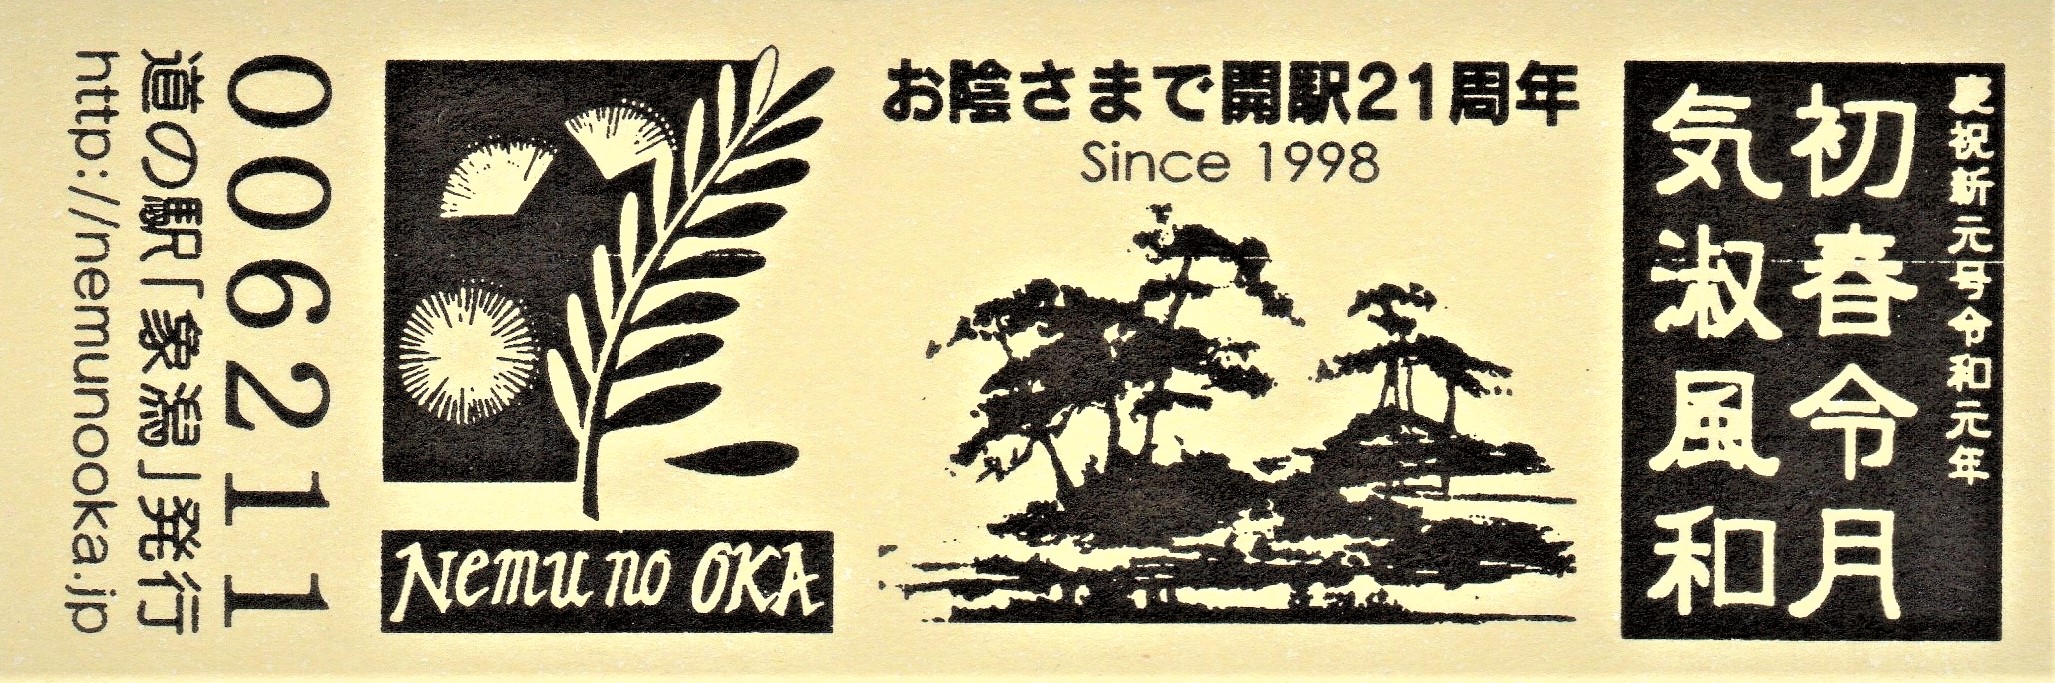 006211
道の駅「象潟」発行
http://nemunooka.jp
Nemu no OKA
お陰さまで開駅21周年
Since 1998
慶祝新元号令和元年
初春令月
気淑風和